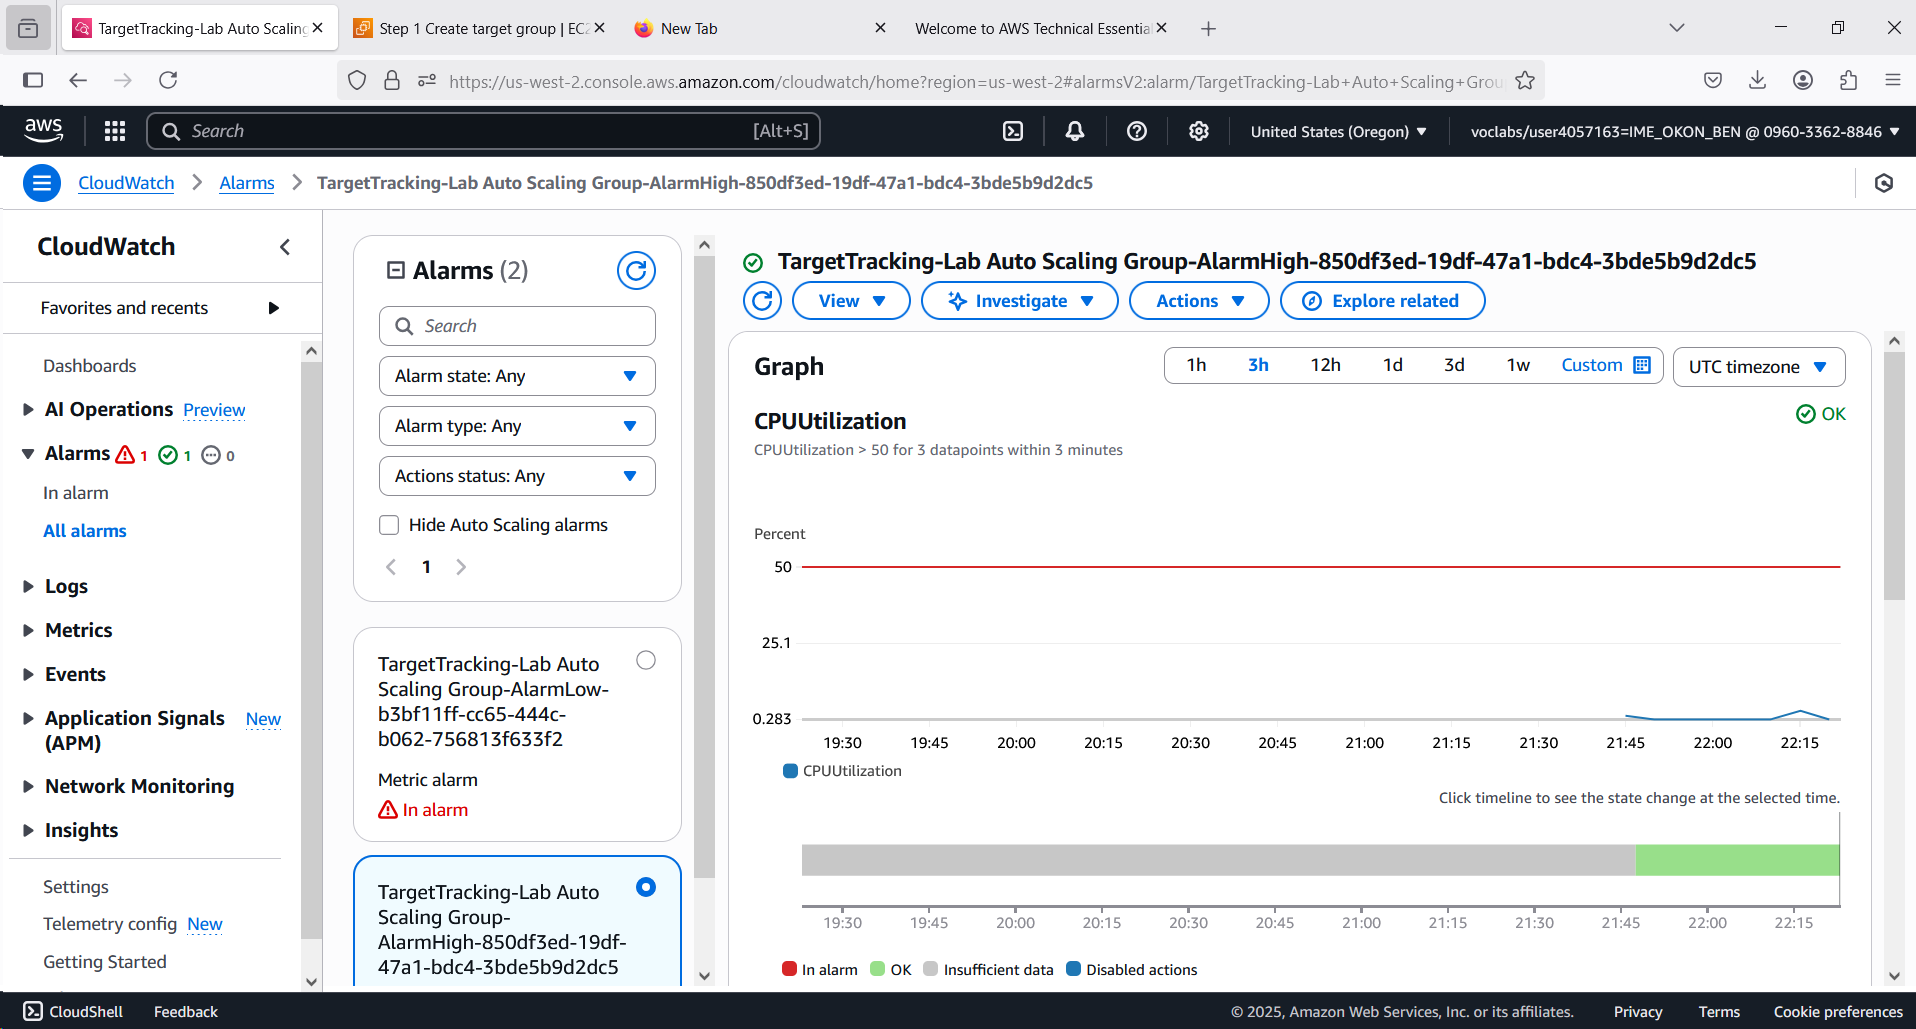 TargetTracking-Lab Auto Scaling
Step 1 Create target group | EC2
New Tab
Welcome to AWS Technical Essential
https://us-west-2.console.aws.amazon.com/cloudwatch/home?region=us-west-2#alarmsV2:alarm/TargetTracking-Lab+Auto+Scaling+Grou
aws
Search
[Alt+S]
United States (Oregon)
voclabs/user4057163=IME_OKON_BEN @ 0960-3362-8846
CloudWatch
Alarms
TargetTracking-Lab Auto Scaling Group-AlarmHigh-850df3ed-19df-47a1-bdc4-3bde5b9d2dc5
CloudWatch
Favorites and recents
Dashboards
AI Operations Preview
Alarms 1 1 0
In alarm
All alarms
Logs
Metrics
Events
Application Signals New
(APM)
Network Monitoring
Insights
Settings
Telemetry config New
Getting Started
Alarms (2)
Search
Alarm state: Any
Alarm type: Any
Actions status: Any
Hide Auto Scaling alarms
1
TargetTracking-Lab Auto
Scaling Group-AlarmLow-
b3bf11ff-cc65-444c-
b062-756813f633f2
Metric alarm
In alarm
TargetTracking-Lab Auto
Scaling Group-
AlarmHigh-850df3ed-19df-
47a1-bdc4-3bde5b9d2dc5
TargetTracking-Lab Auto Scaling Group-AlarmHigh-850df3ed-19df-47a1-bdc4-3bde5b9d2dc5
View
Investigate
Actions
Explore related
Graph
1h 3h 12h 1d 3d 1w Custom
UTC timezone
CPUUtilization
OK
CPUUtilization > 50 for 3 datapoints within 3 minutes
Percent
50
25.1
0.283
19:30 19:45 20:00 20:15 20:30 20:45 21:00 21:15 21:30 21:45 22:00 22:15
CPUUtilization
Click timeline to see the state change at the selected time.
19:30 19:45 20:00 20:15 20:30 20:45 21:00 21:15 21:30 21:45 22:00 22:15
In alarm OK Insufficient data Disabled actions
CloudShell
Feedback
© 2025, Amazon Web Services, Inc. or its affiliates.
Privacy
Terms
Cookie preferences